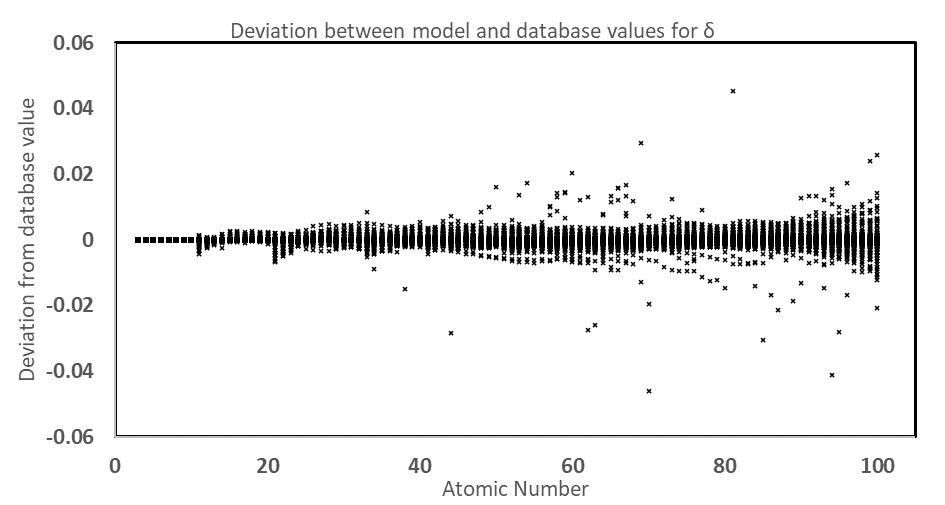 Deviation between model and database values for δ
Deviation from database value
0.06
0.04
0.02
0
-0.02
-0.04
-0.06
0 20 40 60 80 100
Atomic Number